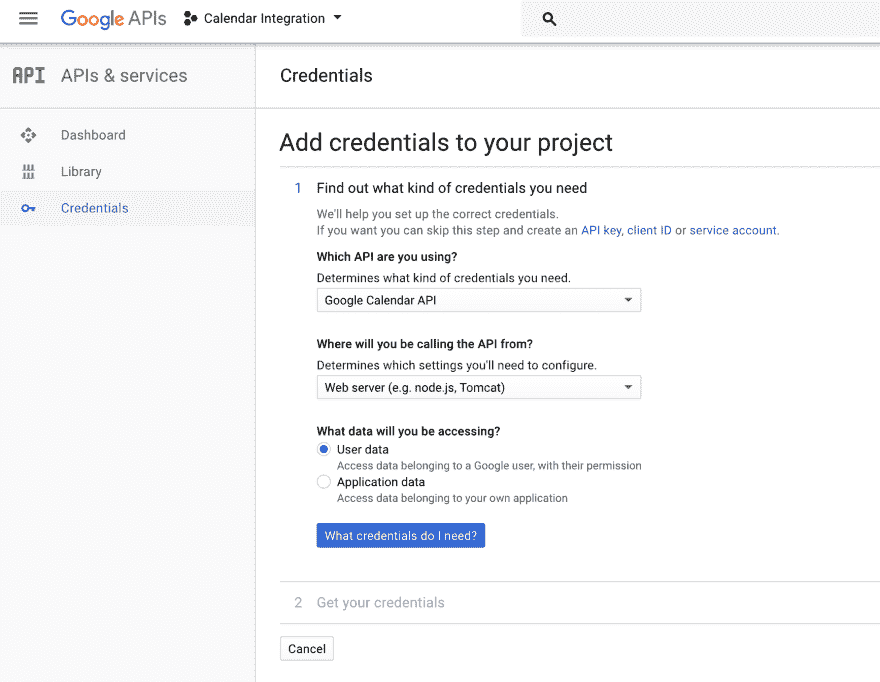 Google APIs Calendar Integration
API APIs & services
Credentials
Dashboard
Library
Credentials
Add credentials to your project
1 Find out what kind of credentials you need
We'll help you set up the correct credentials.
If you want you can skip this step and create an API key, client ID or service account.
Which API are you using?
Determines what kind of credentials you need.
Google Calendar API
Where will you be calling the API from?
Determines which settings you'll need to configure.
Web server (e.g. node.js, Tomcat)
What data will you be accessing?
User data
Access data belonging to a Google user, with their permission
Application data
Access data belonging to your own application
What credentials do I need?
2 Get your credentials
Cancel